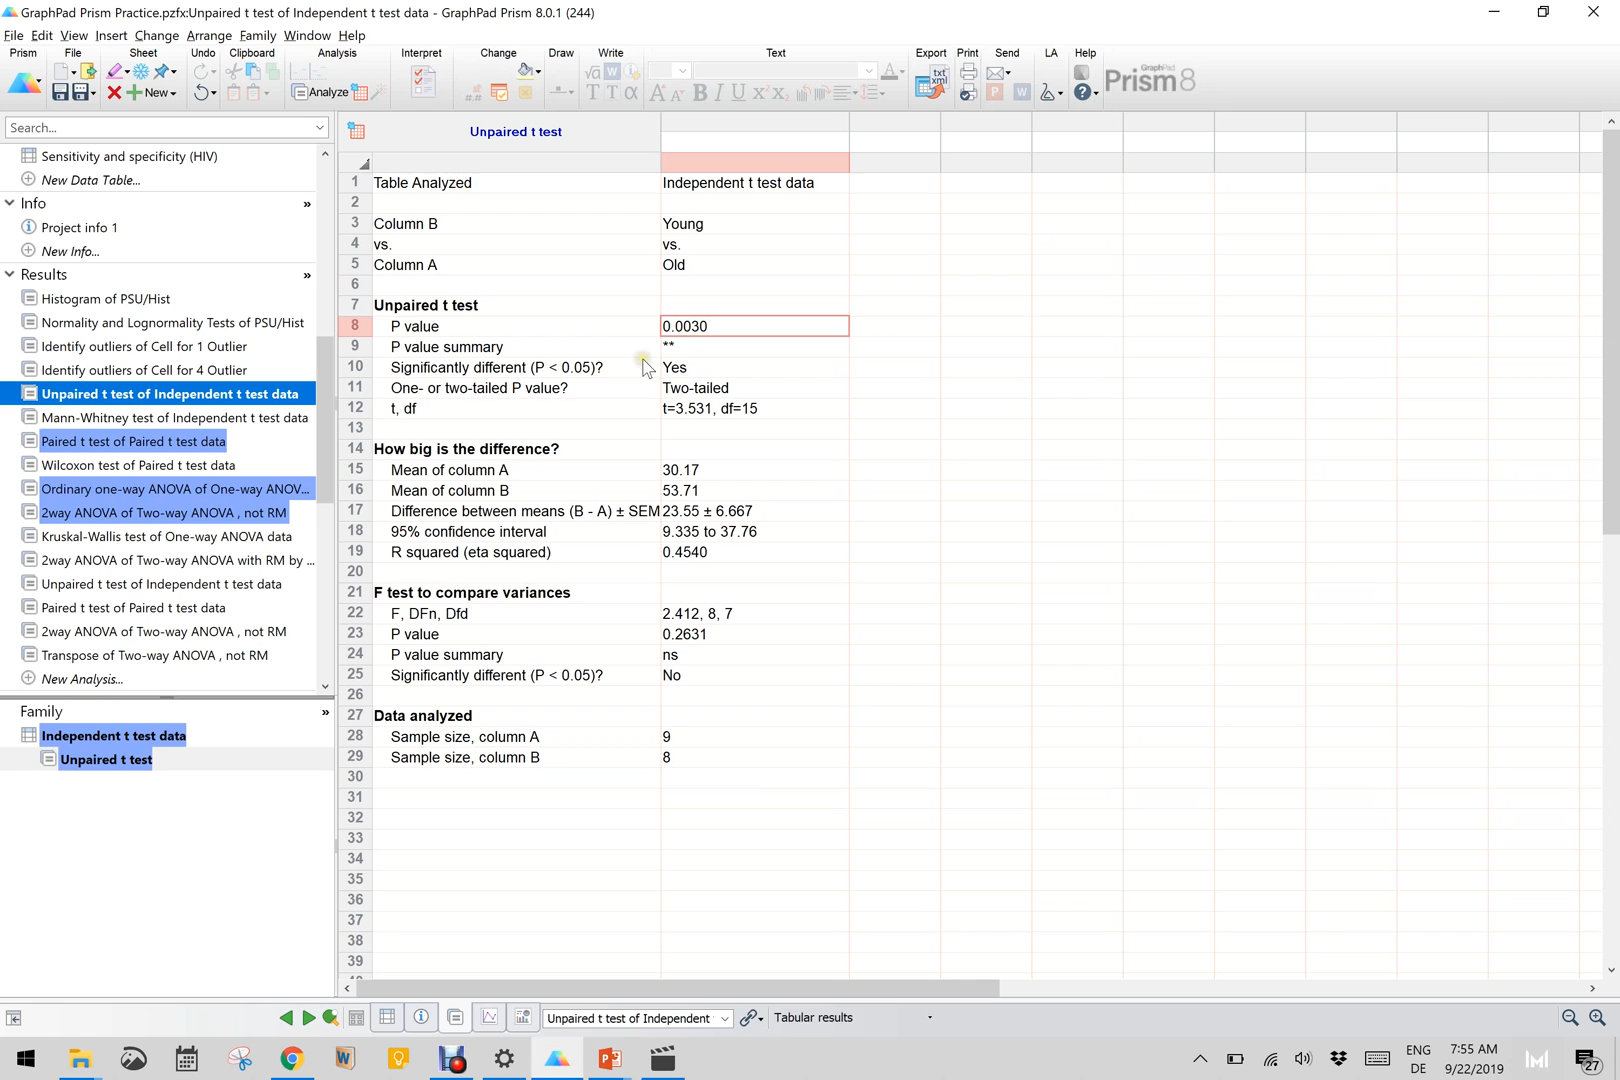 GraphPad Prism Practice.pzfx:Unpaired t test of Independent t test data - GraphPad Prism 8.0.1 (244)
File Edit View Insert Change Arrange Family Window Help
Prism File Sheet Undo Clipboard Analysis Interpret Change Draw Write Text Export Print Send LA Help
New Analyze GraphPad Prism 8
Search...
Sensitivity and specificity (HIV)
New Data Table...
Info
Project info 1
New Info...
Results
Histogram of PSU/Hist
Normality and Lognormality Tests of PSU/Hist
Identify outliers of Cell for 1 Outlier
Identify outliers of Cell for 4 Outlier
Unpaired t test of Independent t test data
Mann-Whitney test of Independent t test data
Paired t test of Paired t test data
Wilcoxon test of Paired t test data
Ordinary one-way ANOVA of One-way ANOV...
2way ANOVA of Two-way ANOVA , not RM
Kruskal-Wallis test of One-way ANOVA data
2way ANOVA of Two-way ANOVA with RM by ...
Unpaired t test of Independent t test data
Paired t test of Paired t test data
2way ANOVA of Two-way ANOVA , not RM
Transpose of Two-way ANOVA , not RM
New Analysis...
Family
Independent t test data
Unpaired t test
Unpaired t test
1 Table Analyzed Independent t test data
2
3 Column B Young
4 vs. vs.
5 Column A Old
6
7 Unpaired t test
8 P value 0.0030
9 P value summary **
10 Significantly different (P < 0.05)? Yes
11 One- or two-tailed P value? Two-tailed
12 t, df t=3.531, df=15
13
14 How big is the difference?
15 Mean of column A 30.17
16 Mean of column B 53.71
17 Difference between means (B - A) ± SEM 23.55 ± 6.667
18 95% confidence interval 9.335 to 37.76
19 R squared (eta squared) 0.4540
20
21 F test to compare variances
22 F, DFn, Dfd 2.412, 8, 7
23 P value 0.2631
24 P value summary ns
25 Significantly different (P < 0.05)? No
26
27 Data analyzed
28 Sample size, column A 9
29 Sample size, column B 8
30
31
32
33
34
35
36
37
38
39
Unpaired t test of Independent Tabular results
ENG 7:55 AM
DE 9/22/2019
27